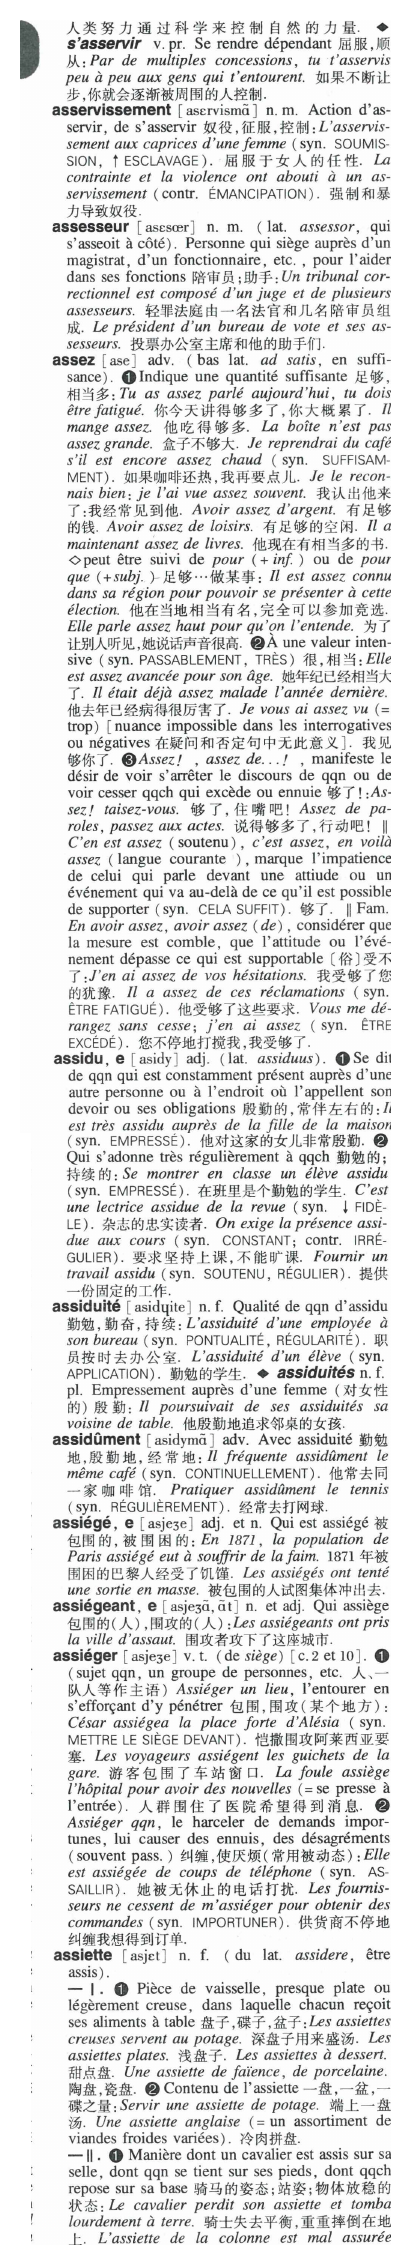 人类努力通过科学来控制自然的力量. ◆
s'asservir v. pr. Se rendre dépendant 屈服,顺
从: Par de multiples concessions, tu t'asservis
peu à peu aux gens qui t'entourent. 如果不断让
步,你就会逐渐被周围的人控制.
asservissement [asɛrvismɑ̃] n. m. Action d'as-
servir, de s'asservir 奴役,征服,控制: L'asservis-
sement aux caprices d'une femme (syn. SOUMIS-
SION, ↑ ESCLAVAGE). 屈服于女人的任性. La
contrainte et la violence ont abouti à un as-
servissement (contr. ÉMANCIPATION). 强制和暴
力导致奴役.
assesseur [asɛsœr] n. m. (lat. assessor, qui
s'asseoit à côté). Personne qui siège auprès d'un
magistrat, d'un fonctionnaire, etc., pour l'aider
dans ses fonctions 陪审员;助手: Un tribunal cor-
rectionnel est composé d'un juge et de plusieurs
assesseurs. 轻罪法庭由一名法官和几名陪审员组
成. Le président d'un bureau de vote et ses as-
sesseurs. 投票办公室主席和他的助手们.
assez [ase] adv. (bas lat. ad satis, en suffi-
sance). ❶ Indique une quantité suffisante 足够,
相当多: Tu as assez parlé aujourd'hui, tu dois
être fatigué. 你今天讲得够多了,你大概累了. Il
mange assez. 他吃得够多. La boîte n'est pas
assez grande. 盒子不够大. Je reprendrai du café
s'il est encore assez chaud (syn. SUFFISAM-
MENT). 如果咖啡还热,我再要点儿. Je le recon-
nais bien: je l'ai vue assez souvent. 我认出他来
了:我经常见到他. Avoir assez d'argent. 有足够
的钱. Avoir assez de loisirs. 有足够的空闲. Il a
maintenant assez de livres. 他现在有相当多的书.
◇peut être suivi de pour (+ inf.) ou de pour
que (+subj.) 足够…做某事: Il est assez connu
dans sa région pour pouvoir se présenter à cette
élection. 他在当地相当有名,完全可以参加竞选.
Elle parle assez haut pour qu'on l'entende. 为了
让别人听见,她说话声音很高. ❷ À une valeur inten-
sive (syn. PASSABLEMENT, TRÈS) 很,相当: Elle
est assez avancée pour son âge. 她年纪已经相当大
了. Il était déjà assez malade l'année dernière.
他去年已经病得很厉害了. Je vous ai assez vu (=
trop) [nuance impossible dans les interrogatives
ou négatives 在疑问和否定句中无此意义]. 我见
够你了. ❸ Assez! , assez de...! , manifeste le
désir de voir s'arrêter le discours de qqn ou de
voir cesser qqch qui excède ou ennuie 够了!: As-
sez! taisez-vous. 够了,住嘴吧! Assez de pa-
roles, passez aux actes. 说得够多了,行动吧! ‖
C'en est assez (soutenu), c'est assez, en voilà
assez (langue courante ), marque l'impatience
de celui qui parle devant une attiude ou un
événement qui va au-delà de ce qu'il est possible
de supporter (syn. CELA SUFFIT). 够了. ‖ Fam.
En avoir assez, avoir assez (de), considérer que
la mesure est comble, que l'attitude ou l'évé-
nement dépasse ce qui est supportable [俗]受不
了: J'en ai assez de vos hésitations. 我受够了您
的犹豫. Il a assez de ces réclamations (syn.
ÊTRE FATIGUÉ). 他受够了这些要求. Vous me dé-
rangez sans cesse; j'en ai assez (syn. ÊTRE
EXCÉDÉ). 您不停地打搅我,我受够了.
assidu, e [asidy] adj. (lat. assiduus). ❶ Se dit
de qqn qui est constamment présent auprès d'une
autre personne ou à l'endroit où l'appellent son
devoir ou ses obligations 殷勤的,常伴左右的: Il
est très assidu auprès de la fille de la maison
(syn. EMPRESSÉ). 他对这家的女儿非常殷勤. ❷
Qui s'adonne très régulièrement à qqch 勤勉的;
持续的: Se montrer en classe un élève assidu
(syn. EMPRESSÉ). 在班里是个勤勉的学生. C'est
une lectrice assidue de la revue (syn. ↓ FIDÈ-
LE). 杂志的忠实读者. On exige la présence assi-
due aux cours (syn. CONSTANT; contr. IRRÉ-
GULIER). 要求坚持上课,不能旷课. Fournir un
travail assidu (syn. SOUTENU, RÉGULIER). 提供
一份固定的工作.
assiduité [asidɥite] n. f. Qualité de qqn d'assidu
勤勉,勤奋,持续: L'assiduité d'une employée à
son bureau (syn. PONTUALITÉ, RÉGULARITÉ). 职
员按时去办公室. L'assiduité d'un élève (syn.
APPLICATION). 勤勉的学生. ◆ assiduités n. f.
pl. Empressement auprès d'une femme (对女性
的) 殷勤: Il poursuivait de ses assiduités sa
voisine de table. 他殷勤地追求邻桌的女孩.
assidûment [asidymɑ̃] adv. Avec assiduité 勤勉
地,殷勤地,经常地: Il fréquente assidûment le
même café (syn. CONTINUELLEMENT). 他常去同
一家咖啡馆. Pratiquer assidûment le tennis
(syn. RÉGULIÈREMENT). 经常去打网球.
assiégé, e [asjeʒe] adj. et n. Qui est assiégé 被
包围的,被围困的: En 1871, la population de
Paris assiégé eut à souffrir de la faim. 1871 年被
围困的巴黎人经受了饥馑. Les assiégés ont tenté
une sortie en masse. 被包围的人试图集体冲出去.
assiégeant, e [asjeʒɑ̃, ɑ̃t] n. et adj. Qui assiège
包围的(人),围攻的(人): Les assiégeants ont pris
la ville d'assaut. 围攻者攻下了这座城市.
assiéger [asjeʒe] v. t. (de siège) [c. 2 et 10]. ❶
(sujet qqn, un groupe de personnes, etc. 人、一
队人等作主语) Assiéger un lieu, l'entourer en
s'efforçant d'y pénétrer 包围,围攻(某个地方):
César assiégea la place forte d'Alésia (syn.
METTRE LE SIÈGE DEVANT). 恺撒围攻阿莱西亚要
塞. Les voyageurs assiègent les guichets de la
gare. 游客包围了车站窗口. La foule assiège
l'hôpital pour avoir des nouvelles (= se presse à
l'entrée). 人群围住了医院希望得到消息. ❷
Assiéger qqn, le harceler de demands impor-
tunes, lui causer des ennuis, des désagréments
(souvent pass.) 纠缠,使厌烦(常用被动态): Elle
est assiégée de coups de téléphone (syn. AS-
SAILLIR). 她被无休止的电话打扰. Les fournis-
seurs ne cessent de m'assiéger pour obtenir des
commandes (syn. IMPORTUNER). 供货商不停地
纠缠我想得到订单.
assiette [asjɛt] n. f. (du lat. assidere, être
assis).
— Ⅰ. ❶ Pièce de vaisselle, presque plate ou
légèrement creuse, dans laquelle chacun reçoit
ses aliments à table 盘子,碟子,盆子: Les assiettes
creuses servent au potage. 深盘子用来盛汤. Les
assiettes plates. 浅盘子. Les assiettes à dessert.
甜点盘. Une assiette de faïence, de porcelaine.
陶盘,瓷盘. ❷ Contenu de l'assiette 一盘,一盆,一
碟之量: Servir une assiette de potage. 端上一盘
汤. Une assiette anglaise (= un assortiment de
viandes froides variées). 冷肉拼盘.
— Ⅱ. ❶ Manière dont un cavalier est assis sur sa
selle, dont qqn se tient sur ses pieds, dont qqch
repose sur sa base 骑马的姿态;站姿;物体放稳的
状态: Le cavalier perdit son assiette et tomba
lourdement à terre. 骑士失去平衡,重重摔倒在地
上. L'assiette de la colonne est mal assurée